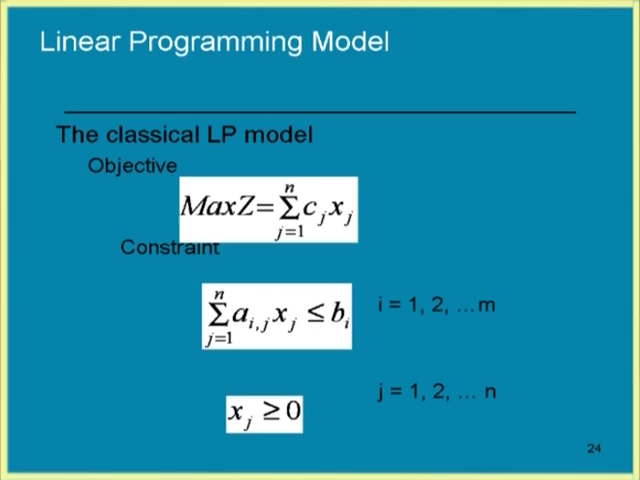 Linear Programming Model
The classical LP model
Objective
MaxZ=∑_{j=1}^{n} c_j x_j
Constraint
∑_{j=1}^{n} a_{i,j} x_j ≤ b_i    i = 1, 2, …m
x_j ≥ 0    j = 1, 2, … n
24